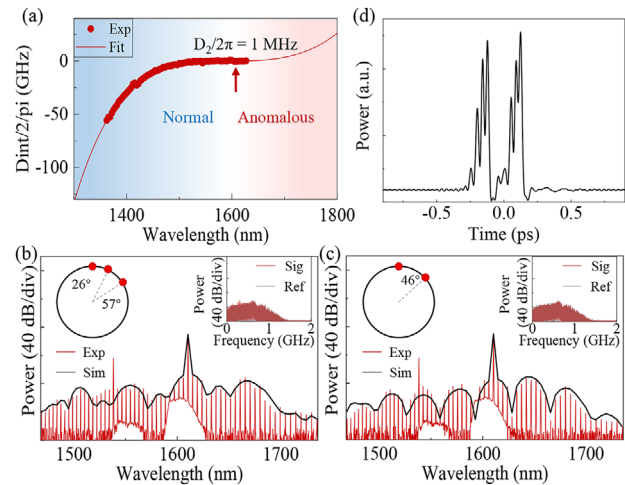 (a)
Exp
Fit
D₂/2π = 1 MHz
Normal
Anomalous
Dint/2/pi (GHz)
0
-50
-100
1400
1600
1800
Wavelength (nm)
(d)
Power (a.u.)
-0.5
0.0
0.5
Time (ps)
(b)
26°
57°
Power
(40 dB/div)
Sig
Ref
0
1
2
Frequency (GHz)
Exp
Sim
Power (40 dB/div)
1500
1600
1700
Wavelength (nm)
(c)
46°
Power
(40 dB/div)
Sig
Ref
0
1
2
Frequency (GHz)
Exp
Sim
Power (40 dB/div)
1500
1600
1700
Wavelength (nm)